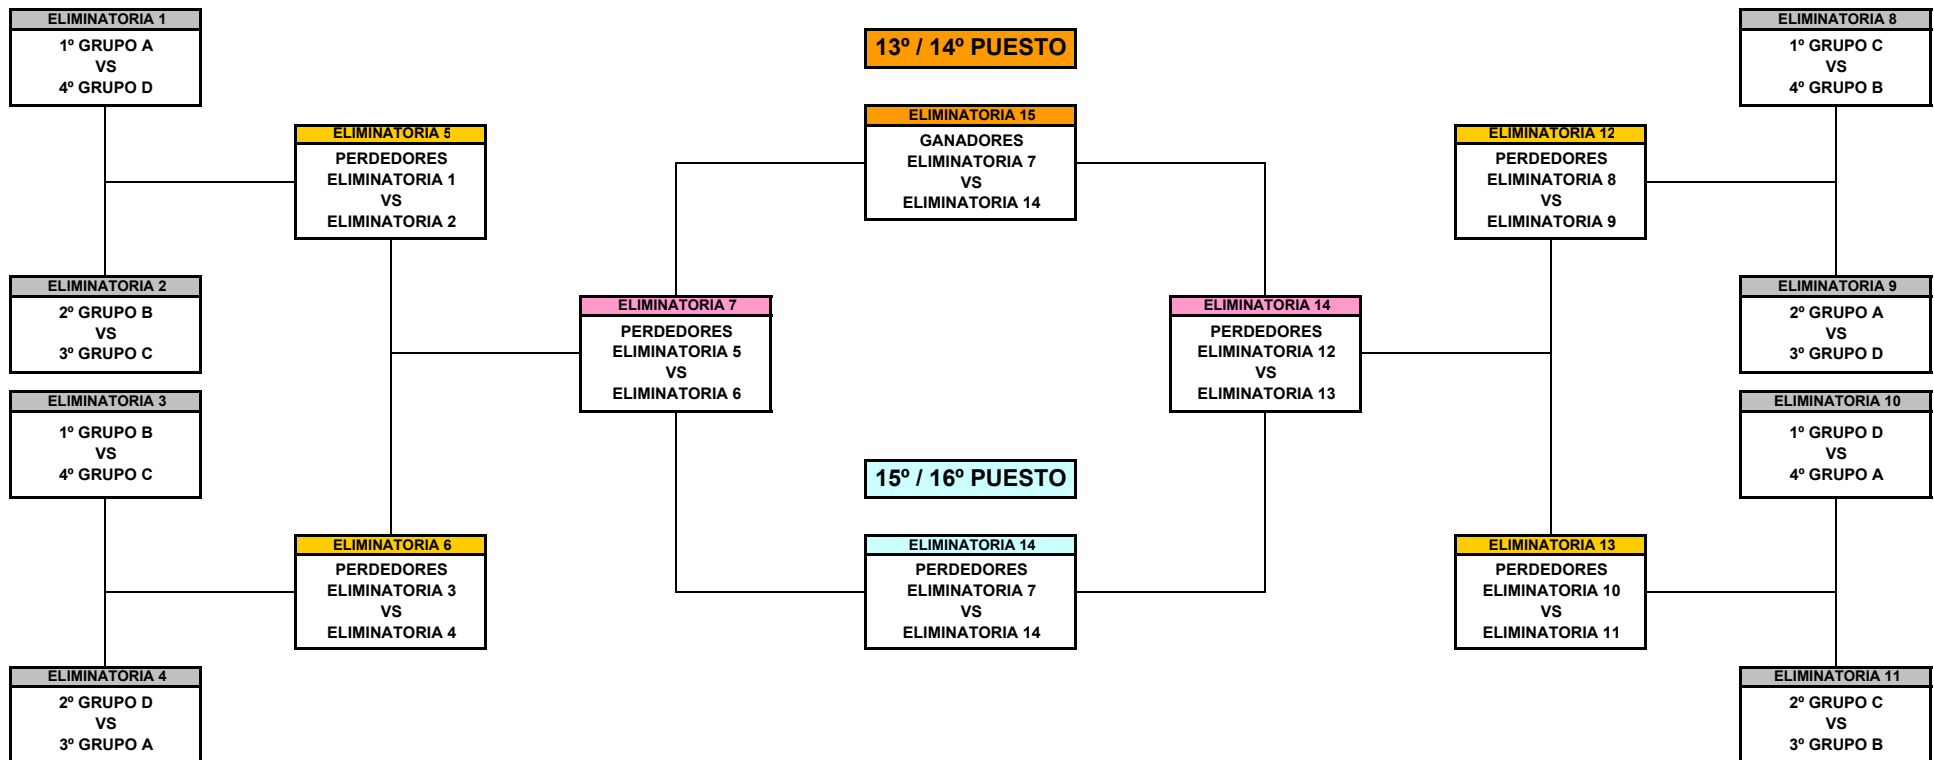 ELIMINATORIA 1
1º GRUPO A
VS
4º GRUPO D
ELIMINATORIA 2
2º GRUPO B
VS
3º GRUPO C
ELIMINATORIA 3
1º GRUPO B
VS
4º GRUPO C
ELIMINATORIA 4
2º GRUPO D
VS
3º GRUPO A
ELIMINATORIA 5
PERDEDORES
ELIMINATORIA 1
VS
ELIMINATORIA 2
ELIMINATORIA 6
PERDEDORES
ELIMINATORIA 3
VS
ELIMINATORIA 4
ELIMINATORIA 7
PERDEDORES
ELIMINATORIA 5
VS
ELIMINATORIA 6
13º / 14º PUESTO
ELIMINATORIA 15
GANADORES
ELIMINATORIA 7
VS
ELIMINATORIA 14
15º / 16º PUESTO
ELIMINATORIA 14
PERDEDORES
ELIMINATORIA 7
VS
ELIMINATORIA 14
ELIMINATORIA 14
PERDEDORES
ELIMINATORIA 12
VS
ELIMINATORIA 13
ELIMINATORIA 12
PERDEDORES
ELIMINATORIA 8
VS
ELIMINATORIA 9
ELIMINATORIA 13
PERDEDORES
ELIMINATORIA 10
VS
ELIMINATORIA 11
ELIMINATORIA 8
1º GRUPO C
VS
4º GRUPO B
ELIMINATORIA 9
2º GRUPO A
VS
3º GRUPO D
ELIMINATORIA 10
1º GRUPO D
VS
4º GRUPO A
ELIMINATORIA 11
2º GRUPO C
VS
3º GRUPO B